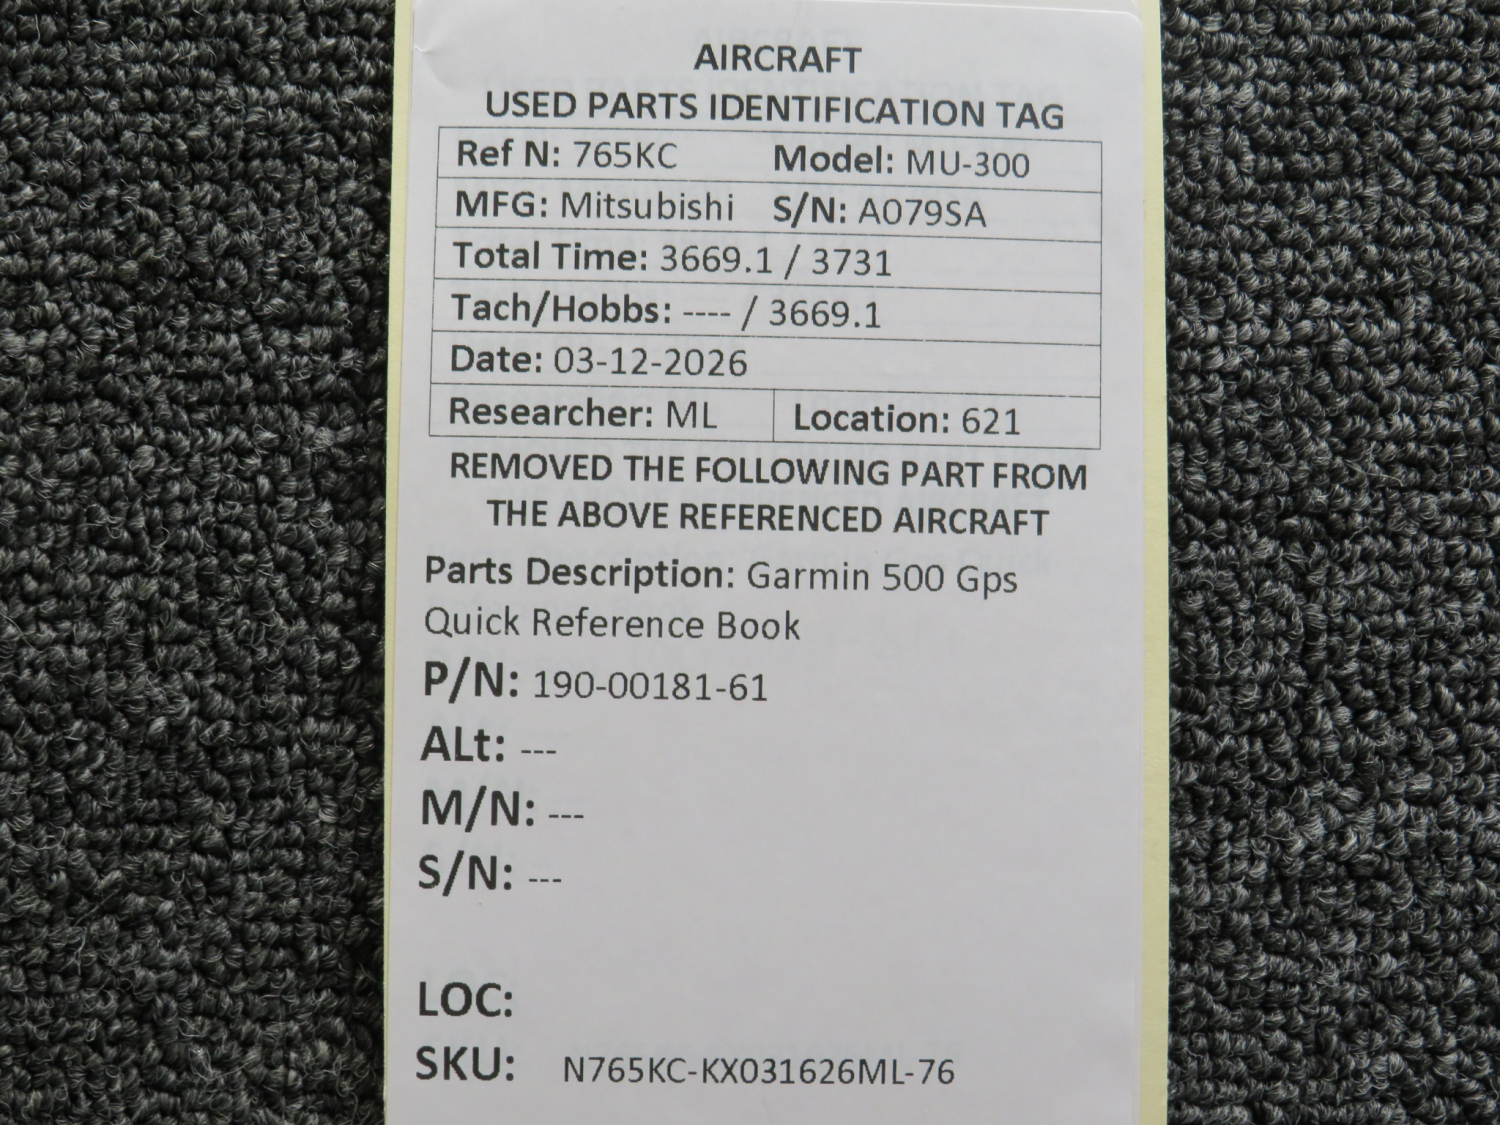 AIRCRAFT
USED PARTS IDENTIFICATION TAG
Ref N: 765KC Model: MU-300
MFG: Mitsubishi S/N: A079SA
Total Time: 3669.1 / 3731
Tach/Hobbs: ---- / 3669.1
Date: 03-12-2026
Researcher: ML Location: 621
REMOVED THE FOLLOWING PART FROM
THE ABOVE REFERENCED AIRCRAFT
Parts Description: Garmin 500 Gps
Quick Reference Book
P/N: 190-00181-61
ALt: ---
M/N: ---
S/N: ---
LOC:
SKU: N765KC-KX031626ML-76